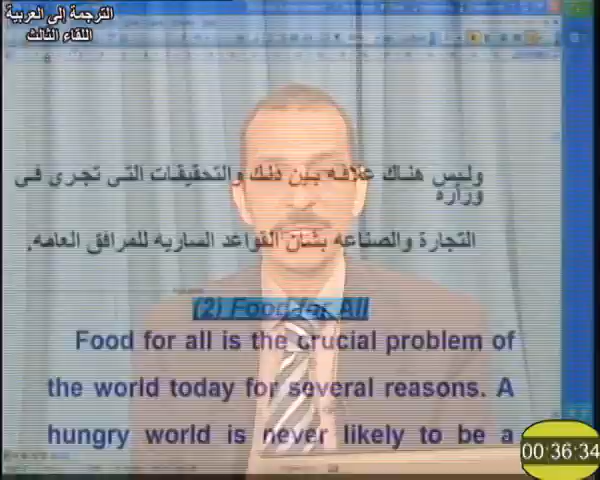 الترجمة إلى العربية
اللقاء الثالث
وليس هناك علاقه بين ذلك والتحقيقات التى تجرى فى
وزاره
التجارة والصناعه بشان القواعد الساريه للمرافق العامه.
(2) Food for All
Food for all is the crucial problem of
the world today for several reasons. A
hungry world is never likely to be a
00:36:34